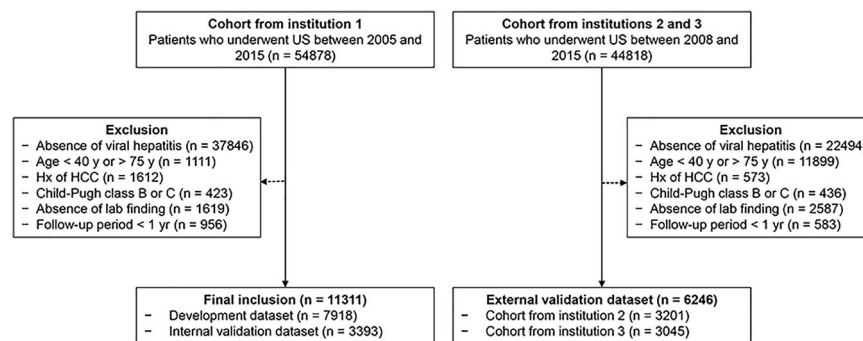 Cohort from institution 1
Patients who underwent US between 2005 and
2015 (n = 54878)
Cohort from institutions 2 and 3
Patients who underwent US between 2008 and
2015 (n = 44818)
Exclusion
− Absence of viral hepatitis (n = 37846)
− Age < 40 y or > 75 y (n = 1111)
− Hx of HCC (n = 1612)
− Child-Pugh class B or C (n = 423)
− Absence of lab finding (n = 1619)
− Follow-up period < 1 yr (n = 956)
Exclusion
− Absence of viral hepatitis (n = 22494
− Age < 40 y or > 75 y (n = 11899)
− Hx of HCC (n = 573)
− Child-Pugh class B or C (n = 436)
− Absence of lab finding (n = 2587)
− Follow-up period < 1 yr (n = 583)
Final inclusion (n = 11311)
− Development dataset (n = 7918)
− Internal validation dataset (n = 3393)
External validation dataset (n = 6246)
− Cohort from institution 2 (n = 3201)
− Cohort from institution 3 (n = 3045)